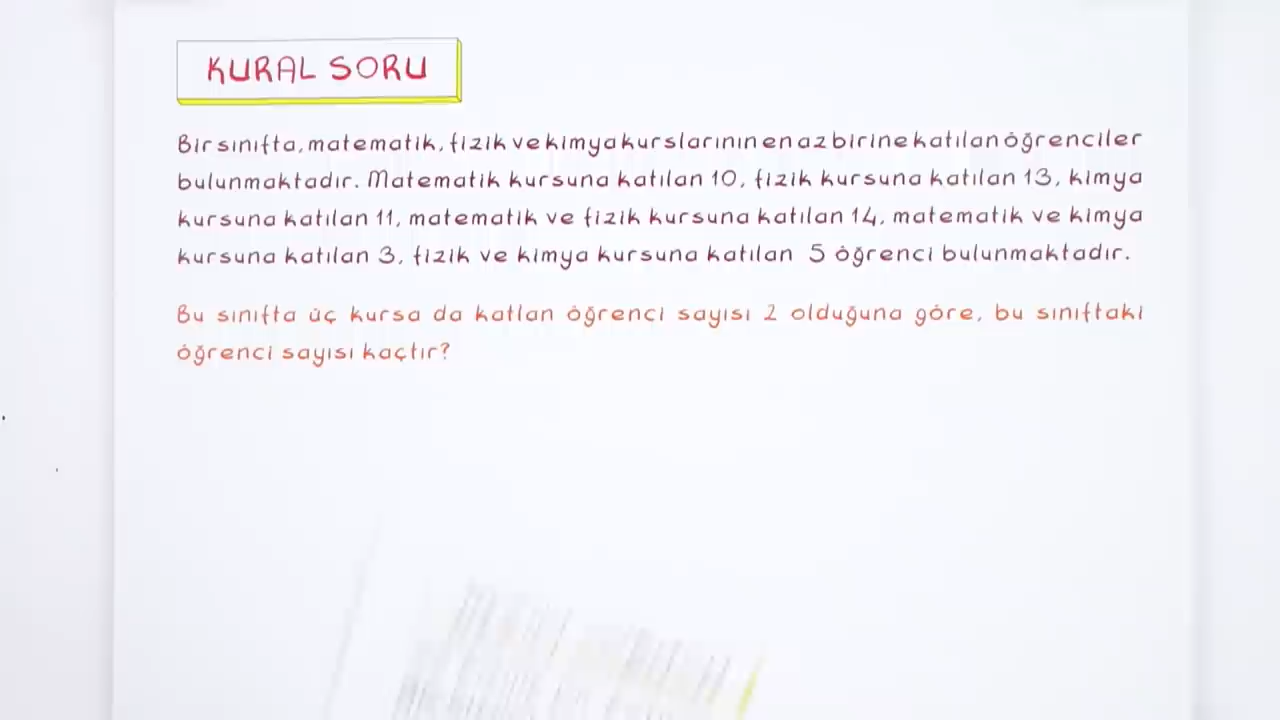 KURAL SORU
Bir sınıfta, matematik, fizik ve kimya kurslarının en az birine katılan öğrenciler
bulunmaktadır. Matematik kursuna katılan 10, fizik kursuna katılan 13, kimya
kursuna katılan 11, matematik ve fizik kursuna katılan 14, matematik ve kimya
kursuna katılan 3, fizik ve kimya kursuna katılan 5 öğrenci bulunmaktadır.
Bu sınıfta üç kursa da katlan öğrenci sayısı 2 olduğuna göre, bu sınıftaki
öğrenci sayısı kaçtır?